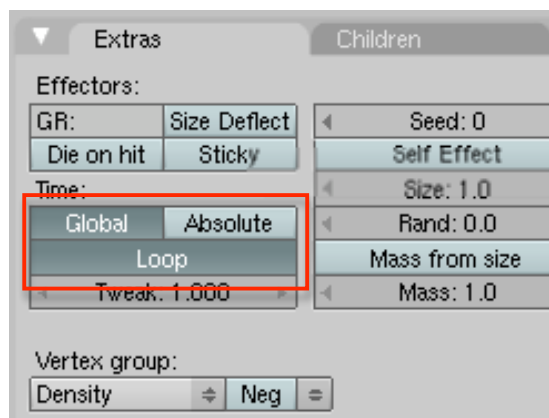 Extras Children
Effectors:
GR: Size Deflect Seed: 0
Die on hit Sticky Self Effect
Time: Size: 1.0
Global Absolute Rand: 0.0
Loop Mass from size
Tweak: 1.000 Mass: 1.0
Vertex group:
Density Neg